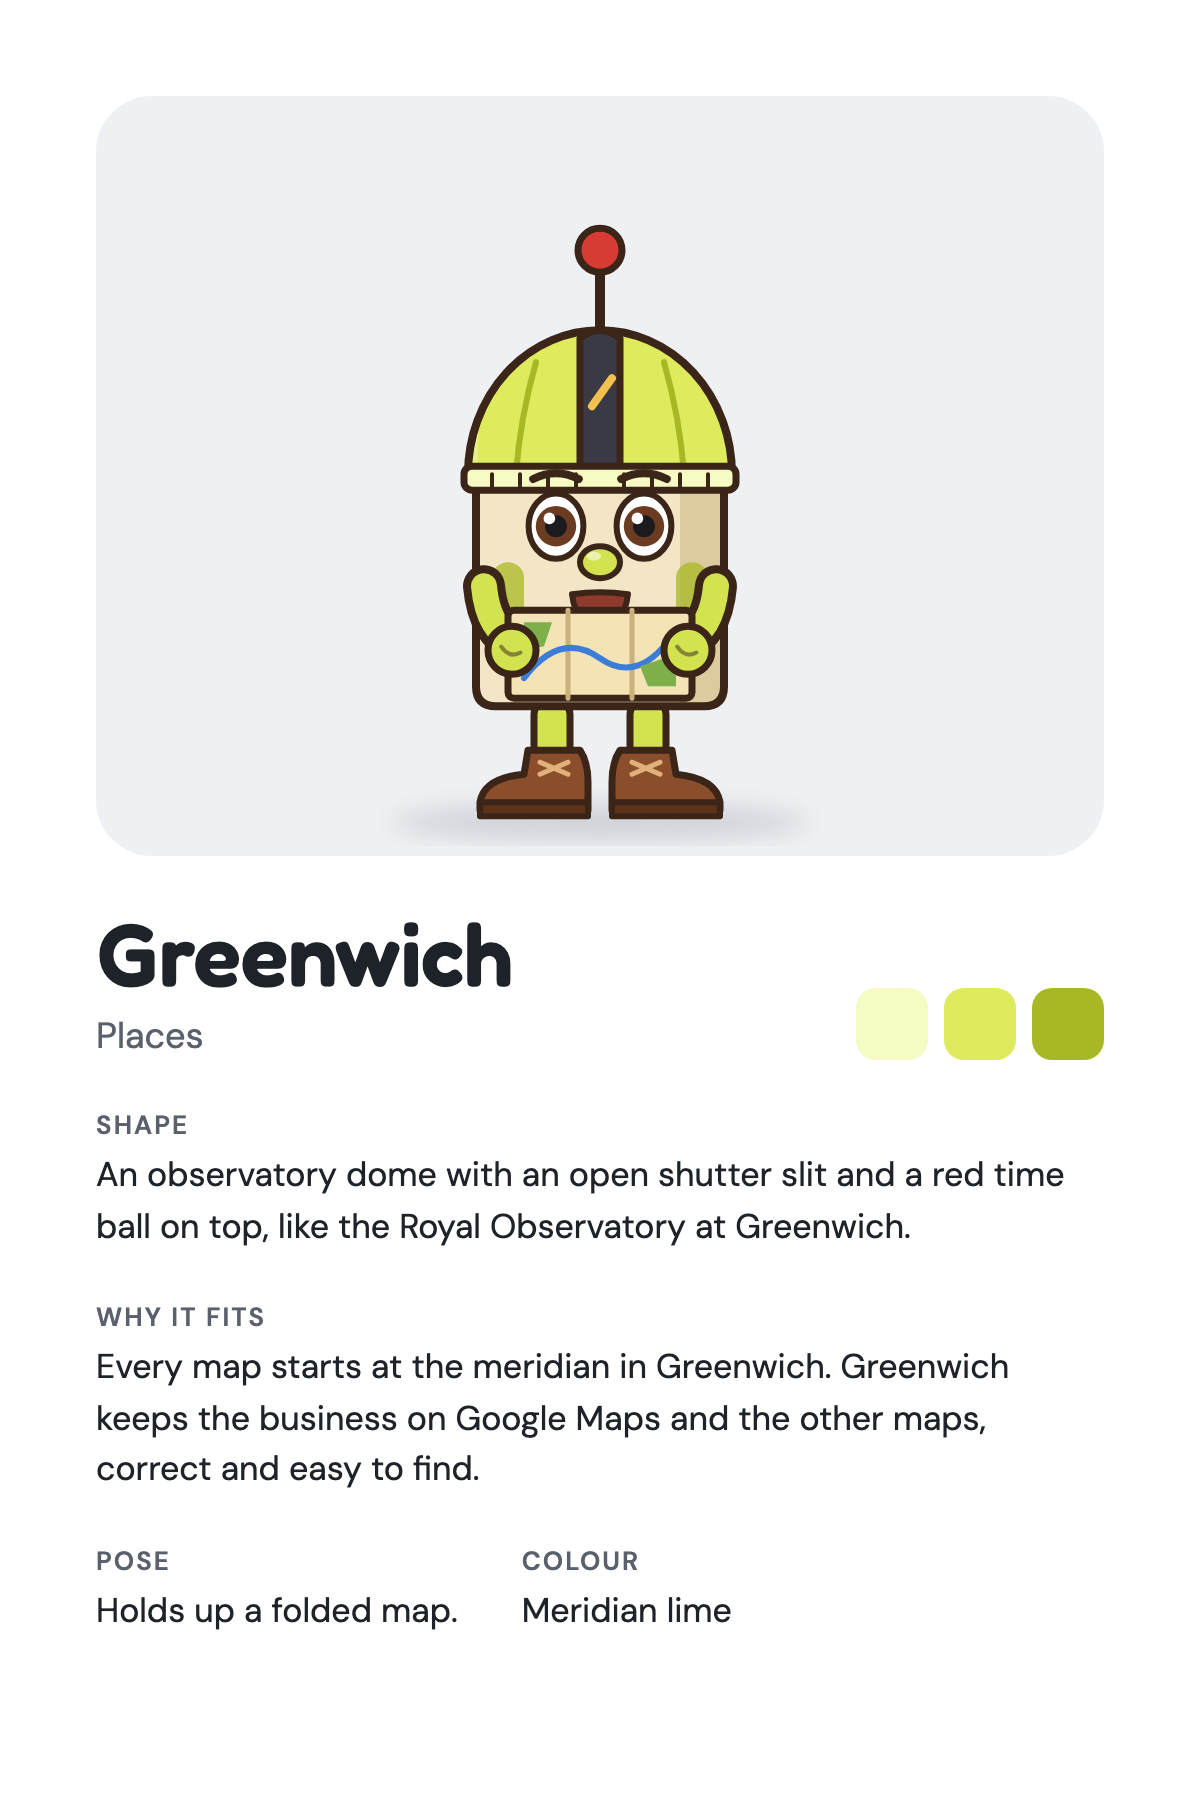 Greenwich
Places
SHAPE
An observatory dome with an open shutter slit and a red time
ball on top, like the Royal Observatory at Greenwich.
WHY IT FITS
Every map starts at the meridian in Greenwich. Greenwich
keeps the business on Google Maps and the other maps,
correct and easy to find.
POSE
Holds up a folded map.
COLOUR
Meridian lime